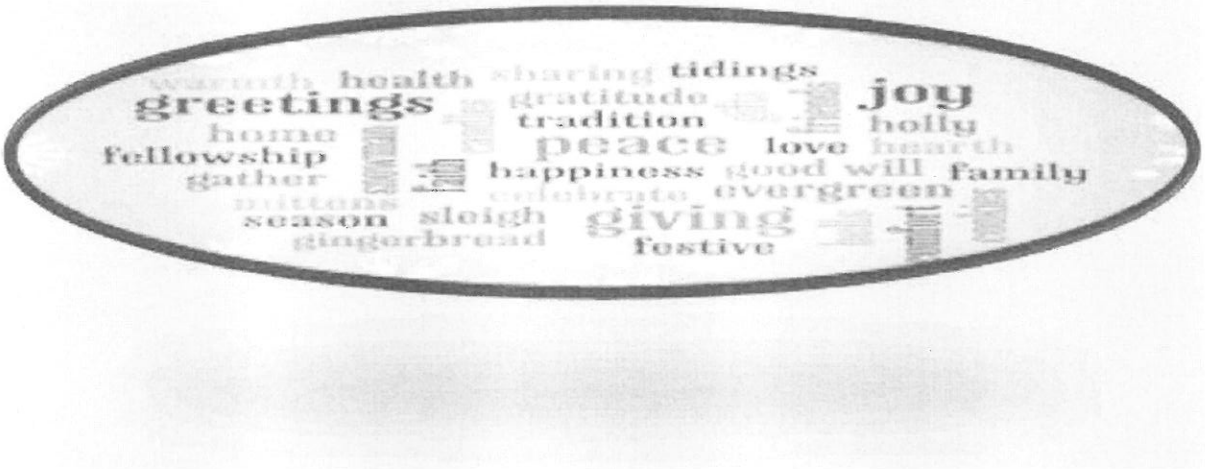 warmth health sharing tidings
greetings gratitude joy
home tradition friends holly
fellowship snowman peace love hearth
gather faith happiness good will family
mittens celebrate evergreen
season sleigh giving comfort cookies
gingerbread festive